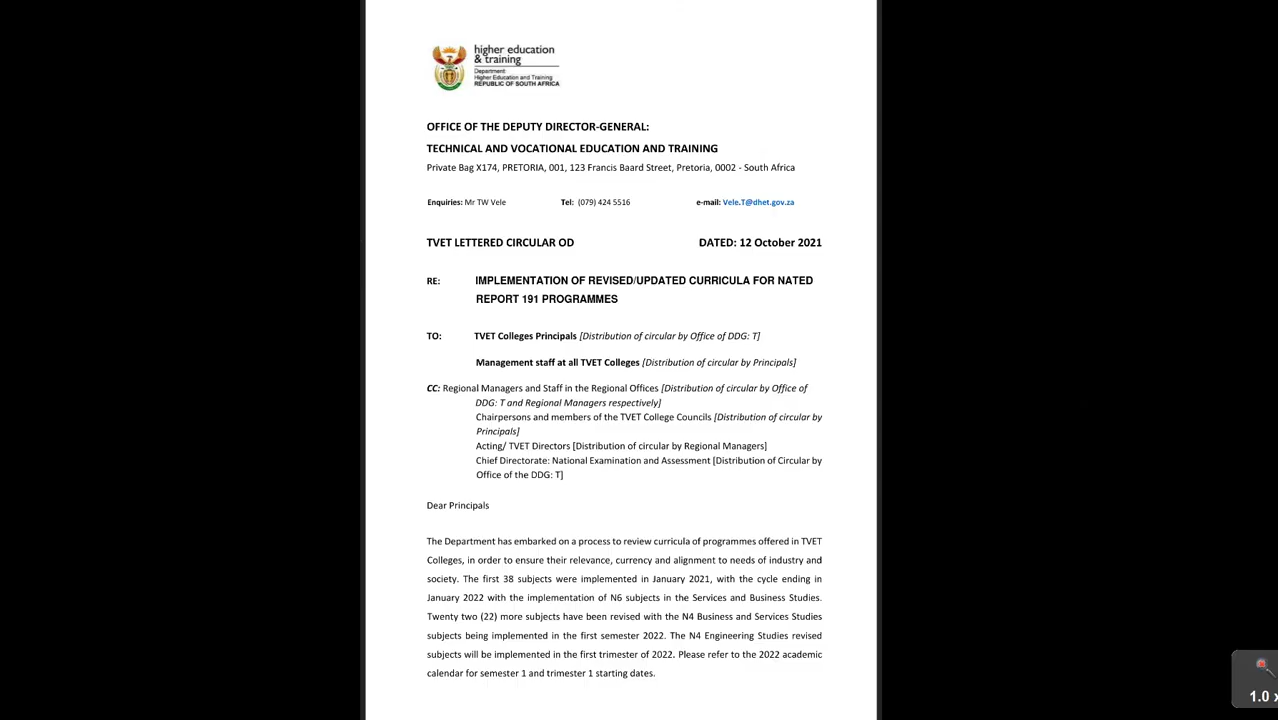 higher education
& training
Department:
Higher Education and Training
REPUBLIC OF SOUTH AFRICA
OFFICE OF THE DEPUTY DIRECTOR-GENERAL:
TECHNICAL AND VOCATIONAL EDUCATION AND TRAINING
Private Bag X174, PRETORIA, 001, 123 Francis Baard Street, Pretoria, 0002 - South Africa
Enquiries: Mr TW Vele Tel: (079) 424 5516 e-mail: Vele.T@dhet.gov.za
TVET LETTERED CIRCULAR OD DATED: 12 October 2021
RE: IMPLEMENTATION OF REVISED/UPDATED CURRICULA FOR NATED
REPORT 191 PROGRAMMES
TO: TVET Colleges Principals [Distribution of circular by Office of DDG: T]
Management staff at all TVET Colleges [Distribution of circular by Principals]
CC: Regional Managers and Staff in the Regional Offices [Distribution of circular by Office of
DDG: T and Regional Managers respectively]
Chairpersons and members of the TVET College Councils [Distribution of circular by
Principals]
Acting/ TVET Directors [Distribution of circular by Regional Managers]
Chief Directorate: National Examination and Assessment [Distribution of Circular by
Office of the DDG: T]
Dear Principals
The Department has embarked on a process to review curricula of programmes offered in TVET
Colleges, in order to ensure their relevance, currency and alignment to needs of industry and
society. The first 38 subjects were implemented in January 2021, with the cycle ending in
January 2022 with the implementation of N6 subjects in the Services and Business Studies.
Twenty two (22) more subjects have been revised with the N4 Business and Services Studies
subjects being implemented in the first semester 2022. The N4 Engineering Studies revised
subjects will be implemented in the first trimester of 2022. Please refer to the 2022 academic
calendar for semester 1 and trimester 1 starting dates.
1.0 x